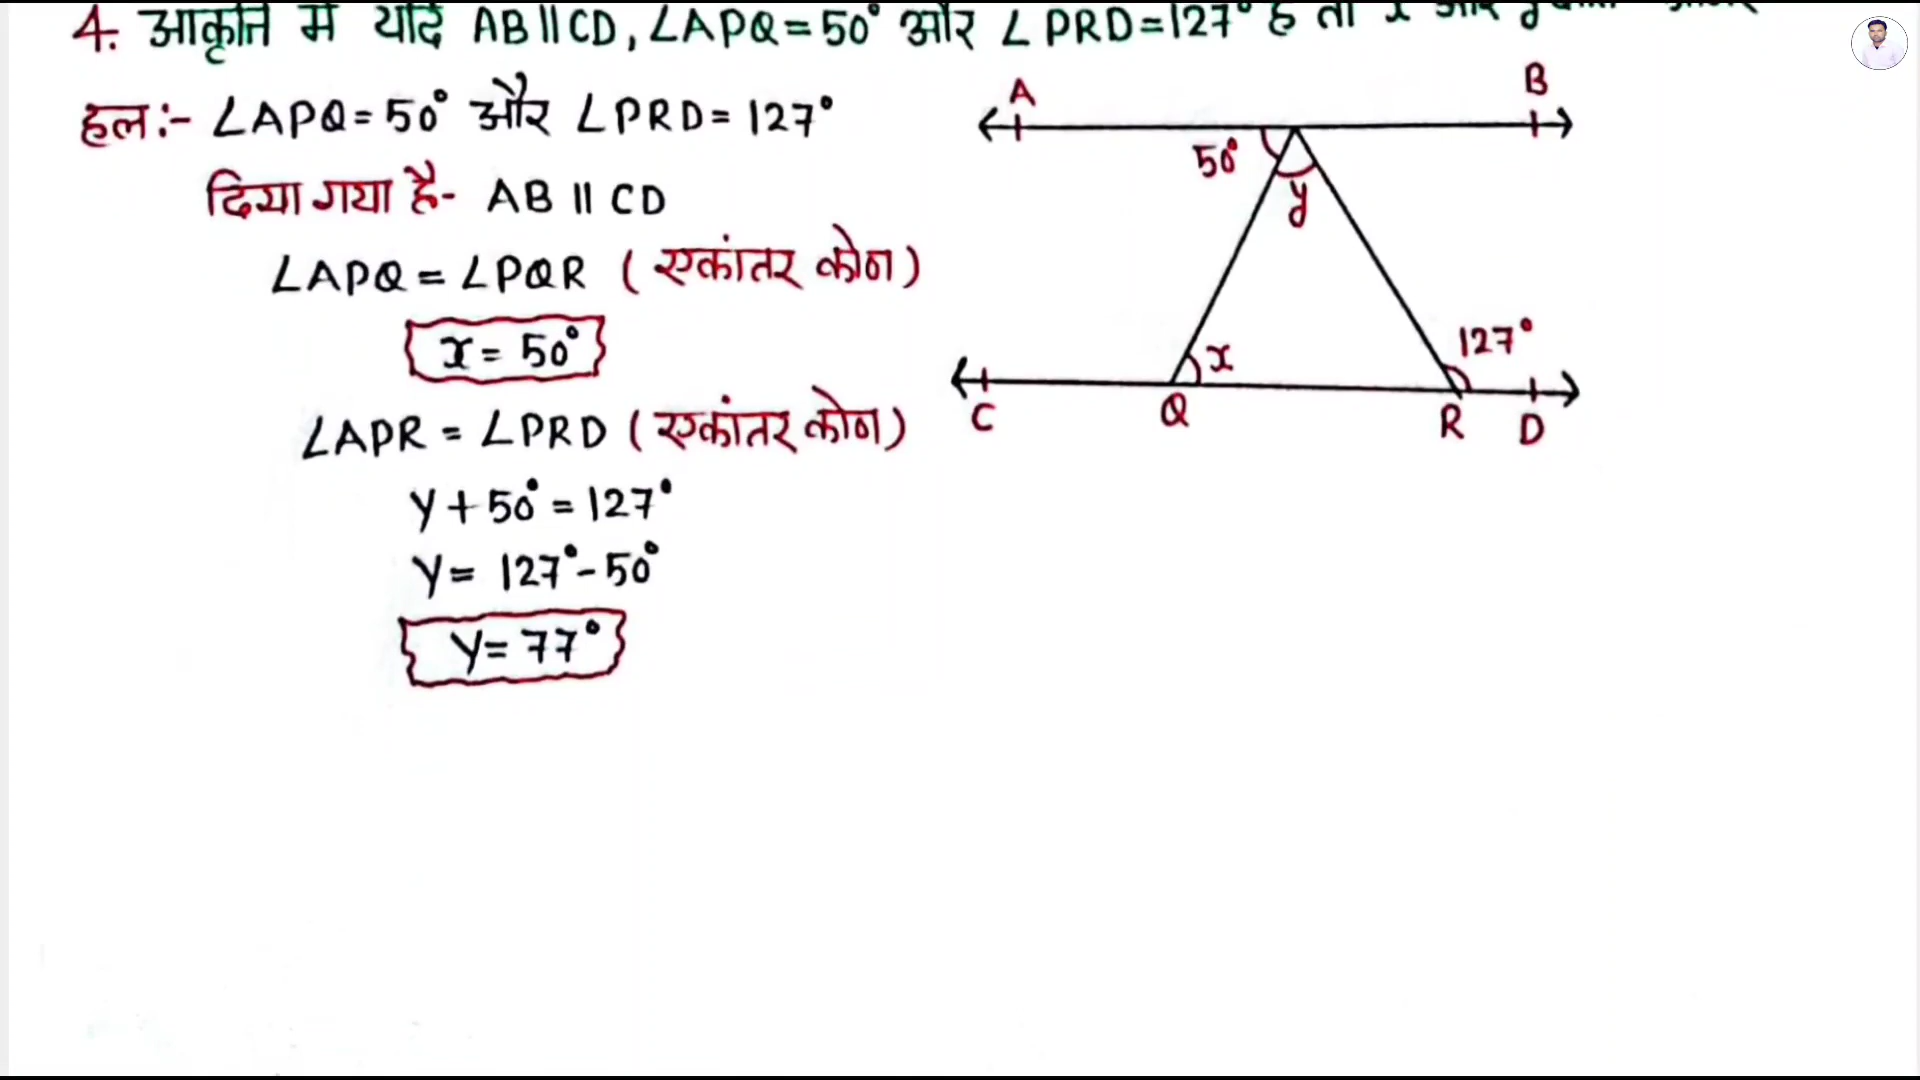 4. आकृति में यदि AB || CD, ∠APQ = 50° और ∠PRD = 127° है तो x और y
हल :- ∠APQ = 50° और ∠PRD = 127°
दिया गया है - AB || CD
∠APQ = ∠PQR ( एकांतर कोण )
x = 50°
∠APR = ∠PRD ( एकांतर कोण )
y + 50° = 127°
y = 127° - 50°
y = 77°
A
B
50°
y
x
127°
C
Q
R
D